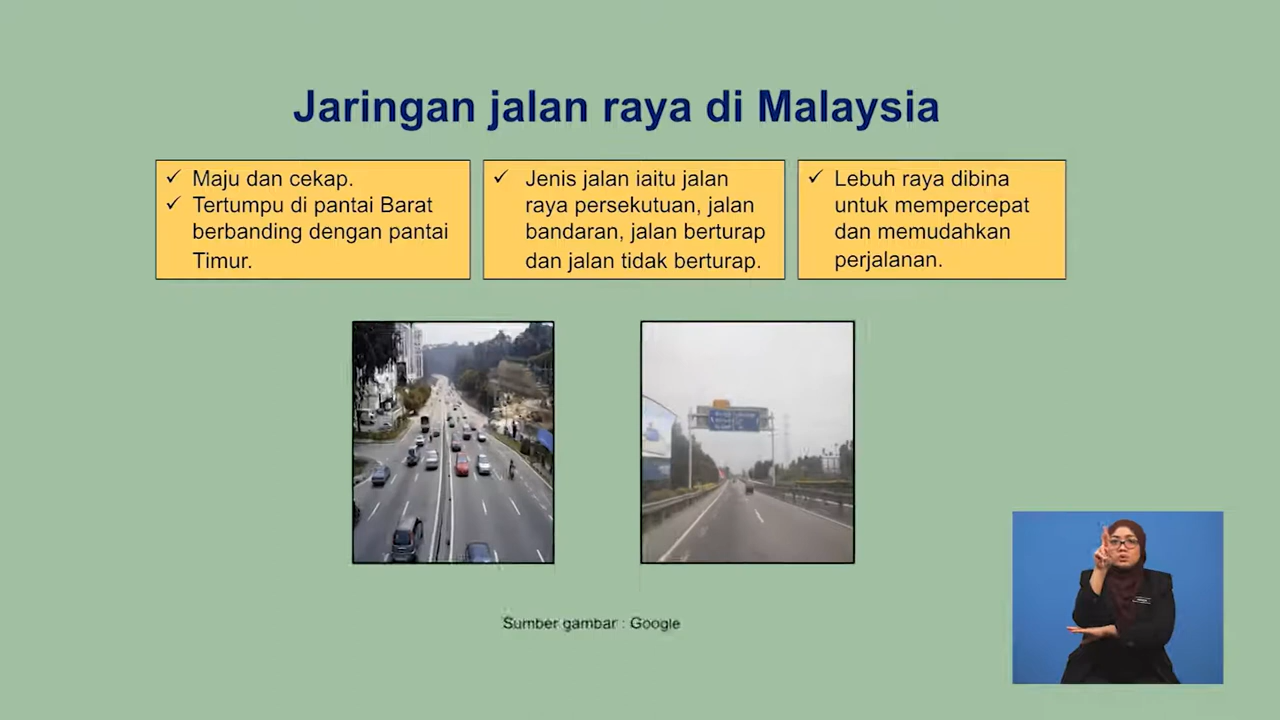 Jaringan jalan raya di Malaysia
✓ Maju dan cekap.
✓ Tertumpu di pantai Barat
berbanding dengan pantai
Timur.
✓ Jenis jalan iaitu jalan
raya persekutuan, jalan
bandaran, jalan berturap
dan jalan tidak berturap.
✓ Lebuh raya dibina
untuk mempercepat
dan memudahkan
perjalanan.
Sumber gambar : Google